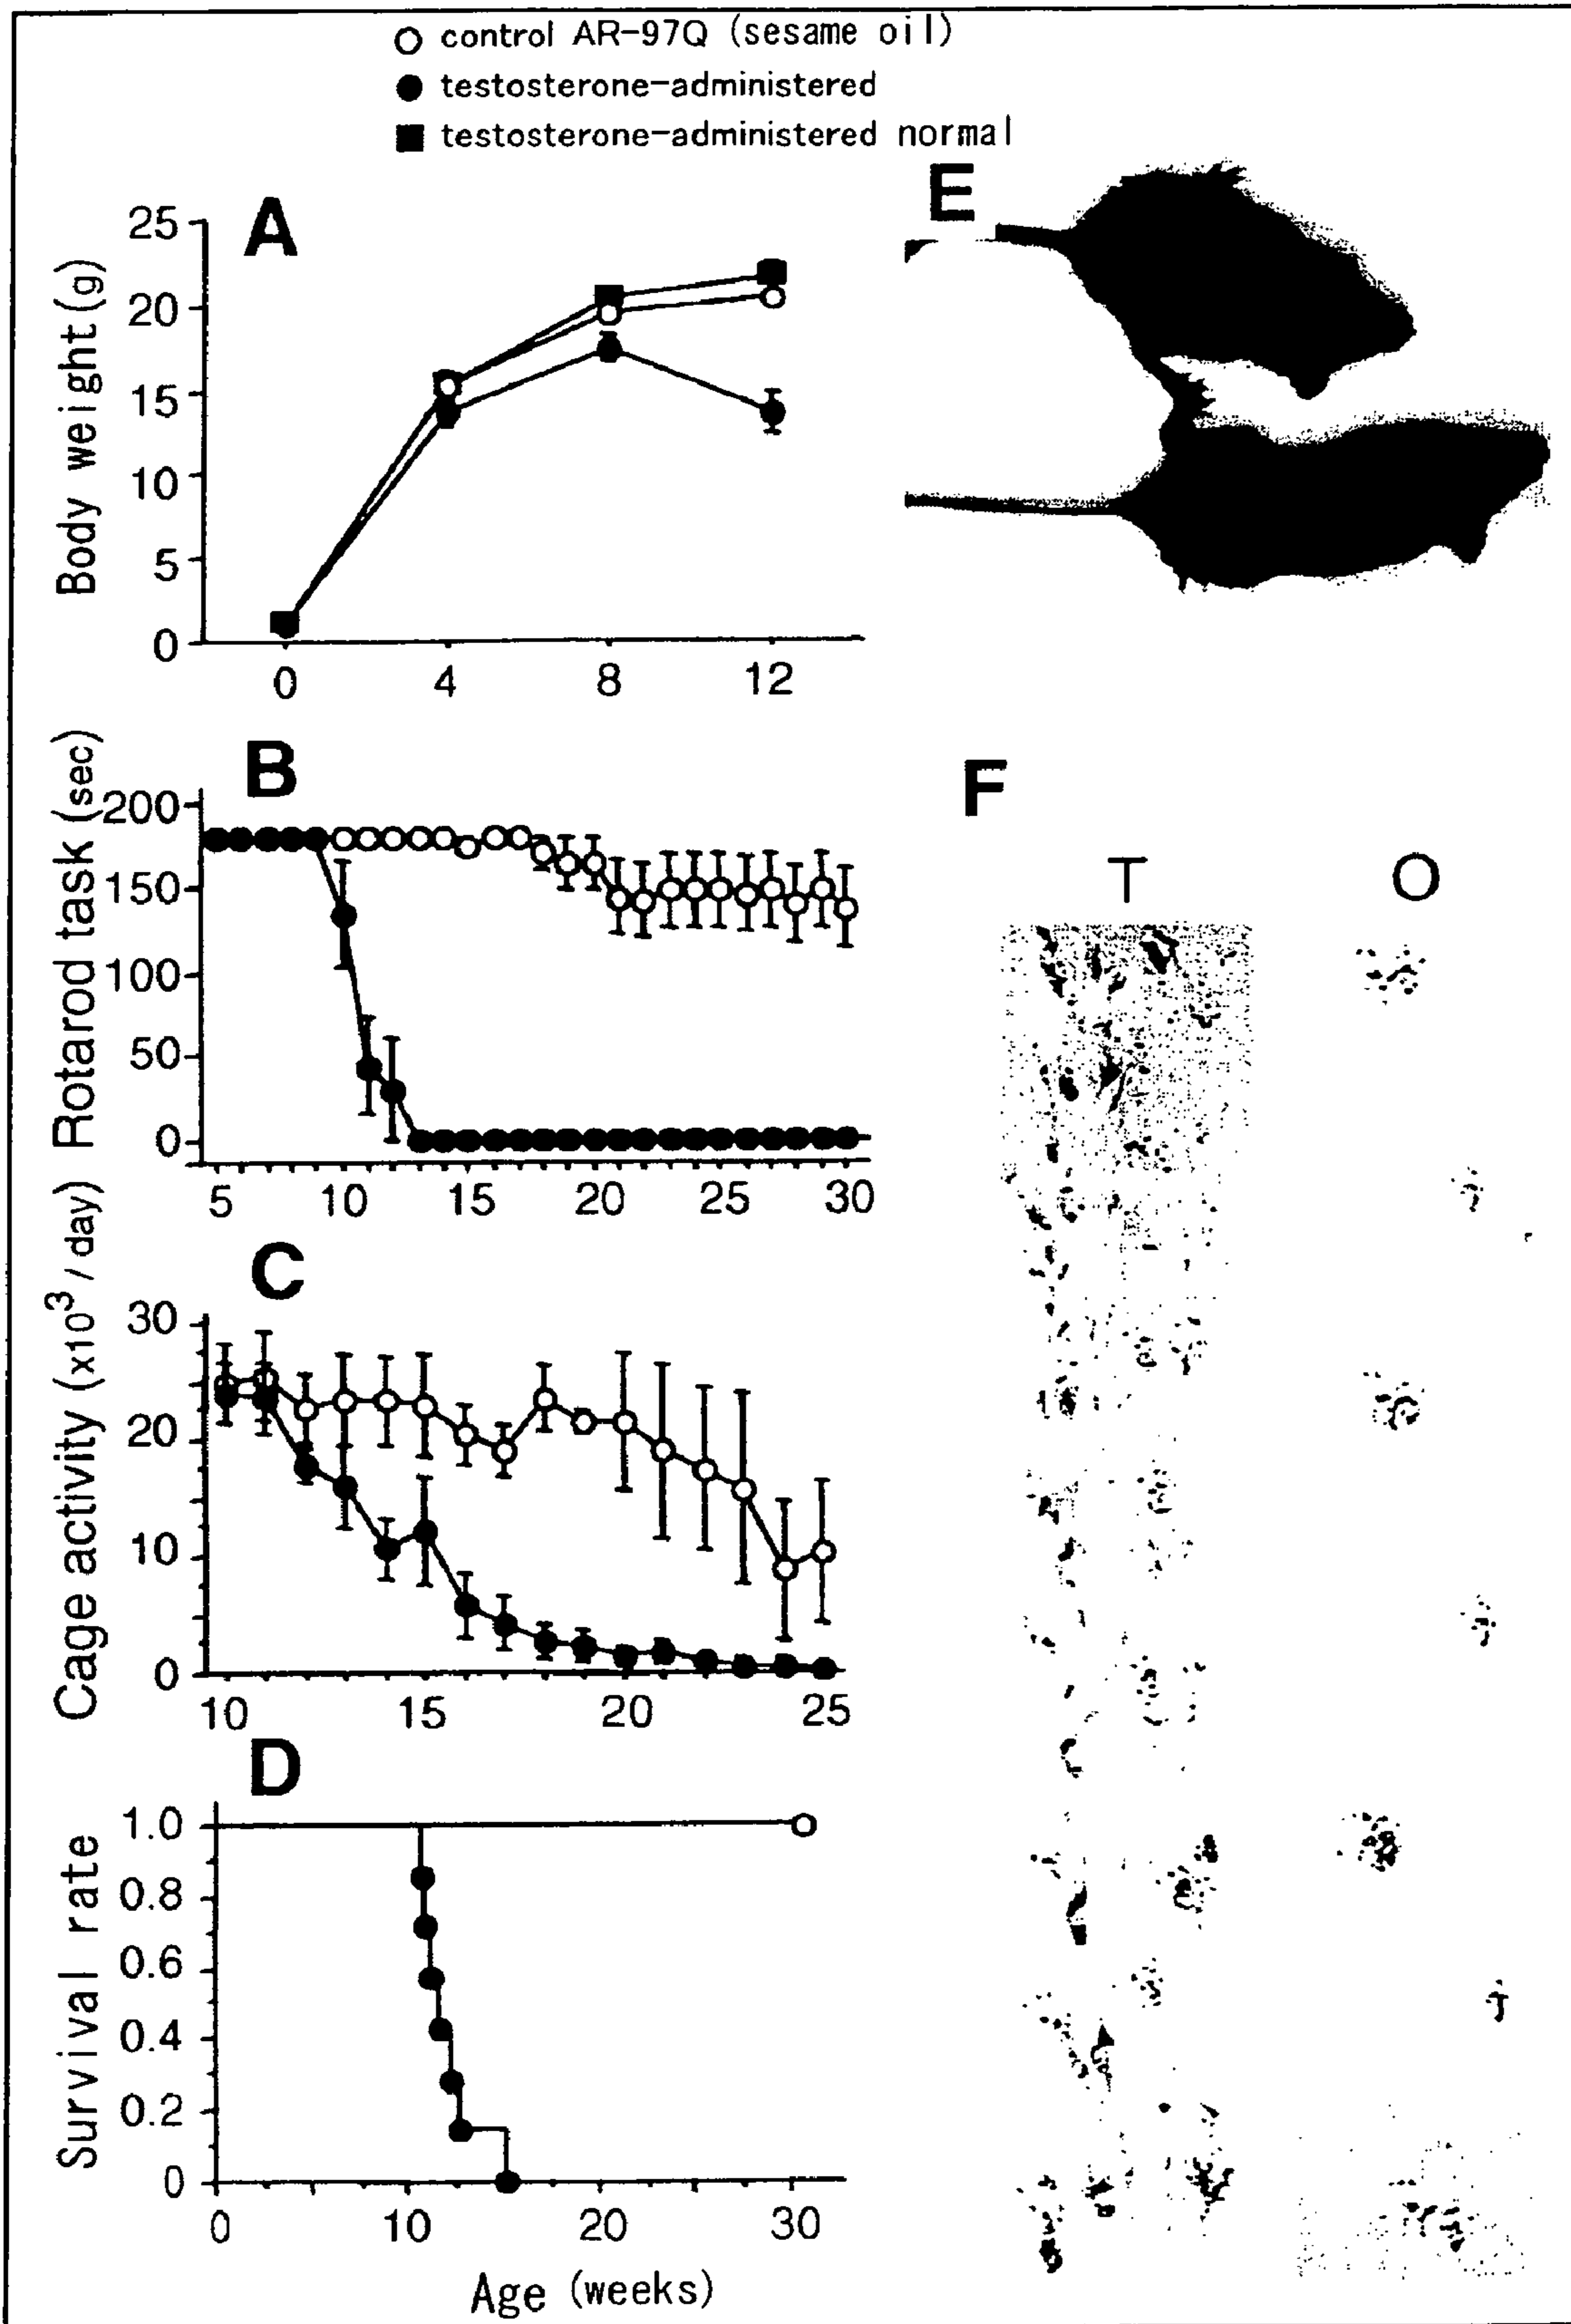 control AR-97Q (sesame oil)
testosterone-administered
testosterone-administered normal
A
Body weight(g)
25
20
15
10
5
0
0 4 8 12
E
B
Rotarod task (sec)
200
150
100
50
0
5 10 15 20 25 30
F
T O
C
Cage activity (x10³/day)
30
20
10
0
10 15 20 25
D
Survival rate
1.0
0.8
0.6
0.4
0.2
0
0 10 20 30
Age (weeks)